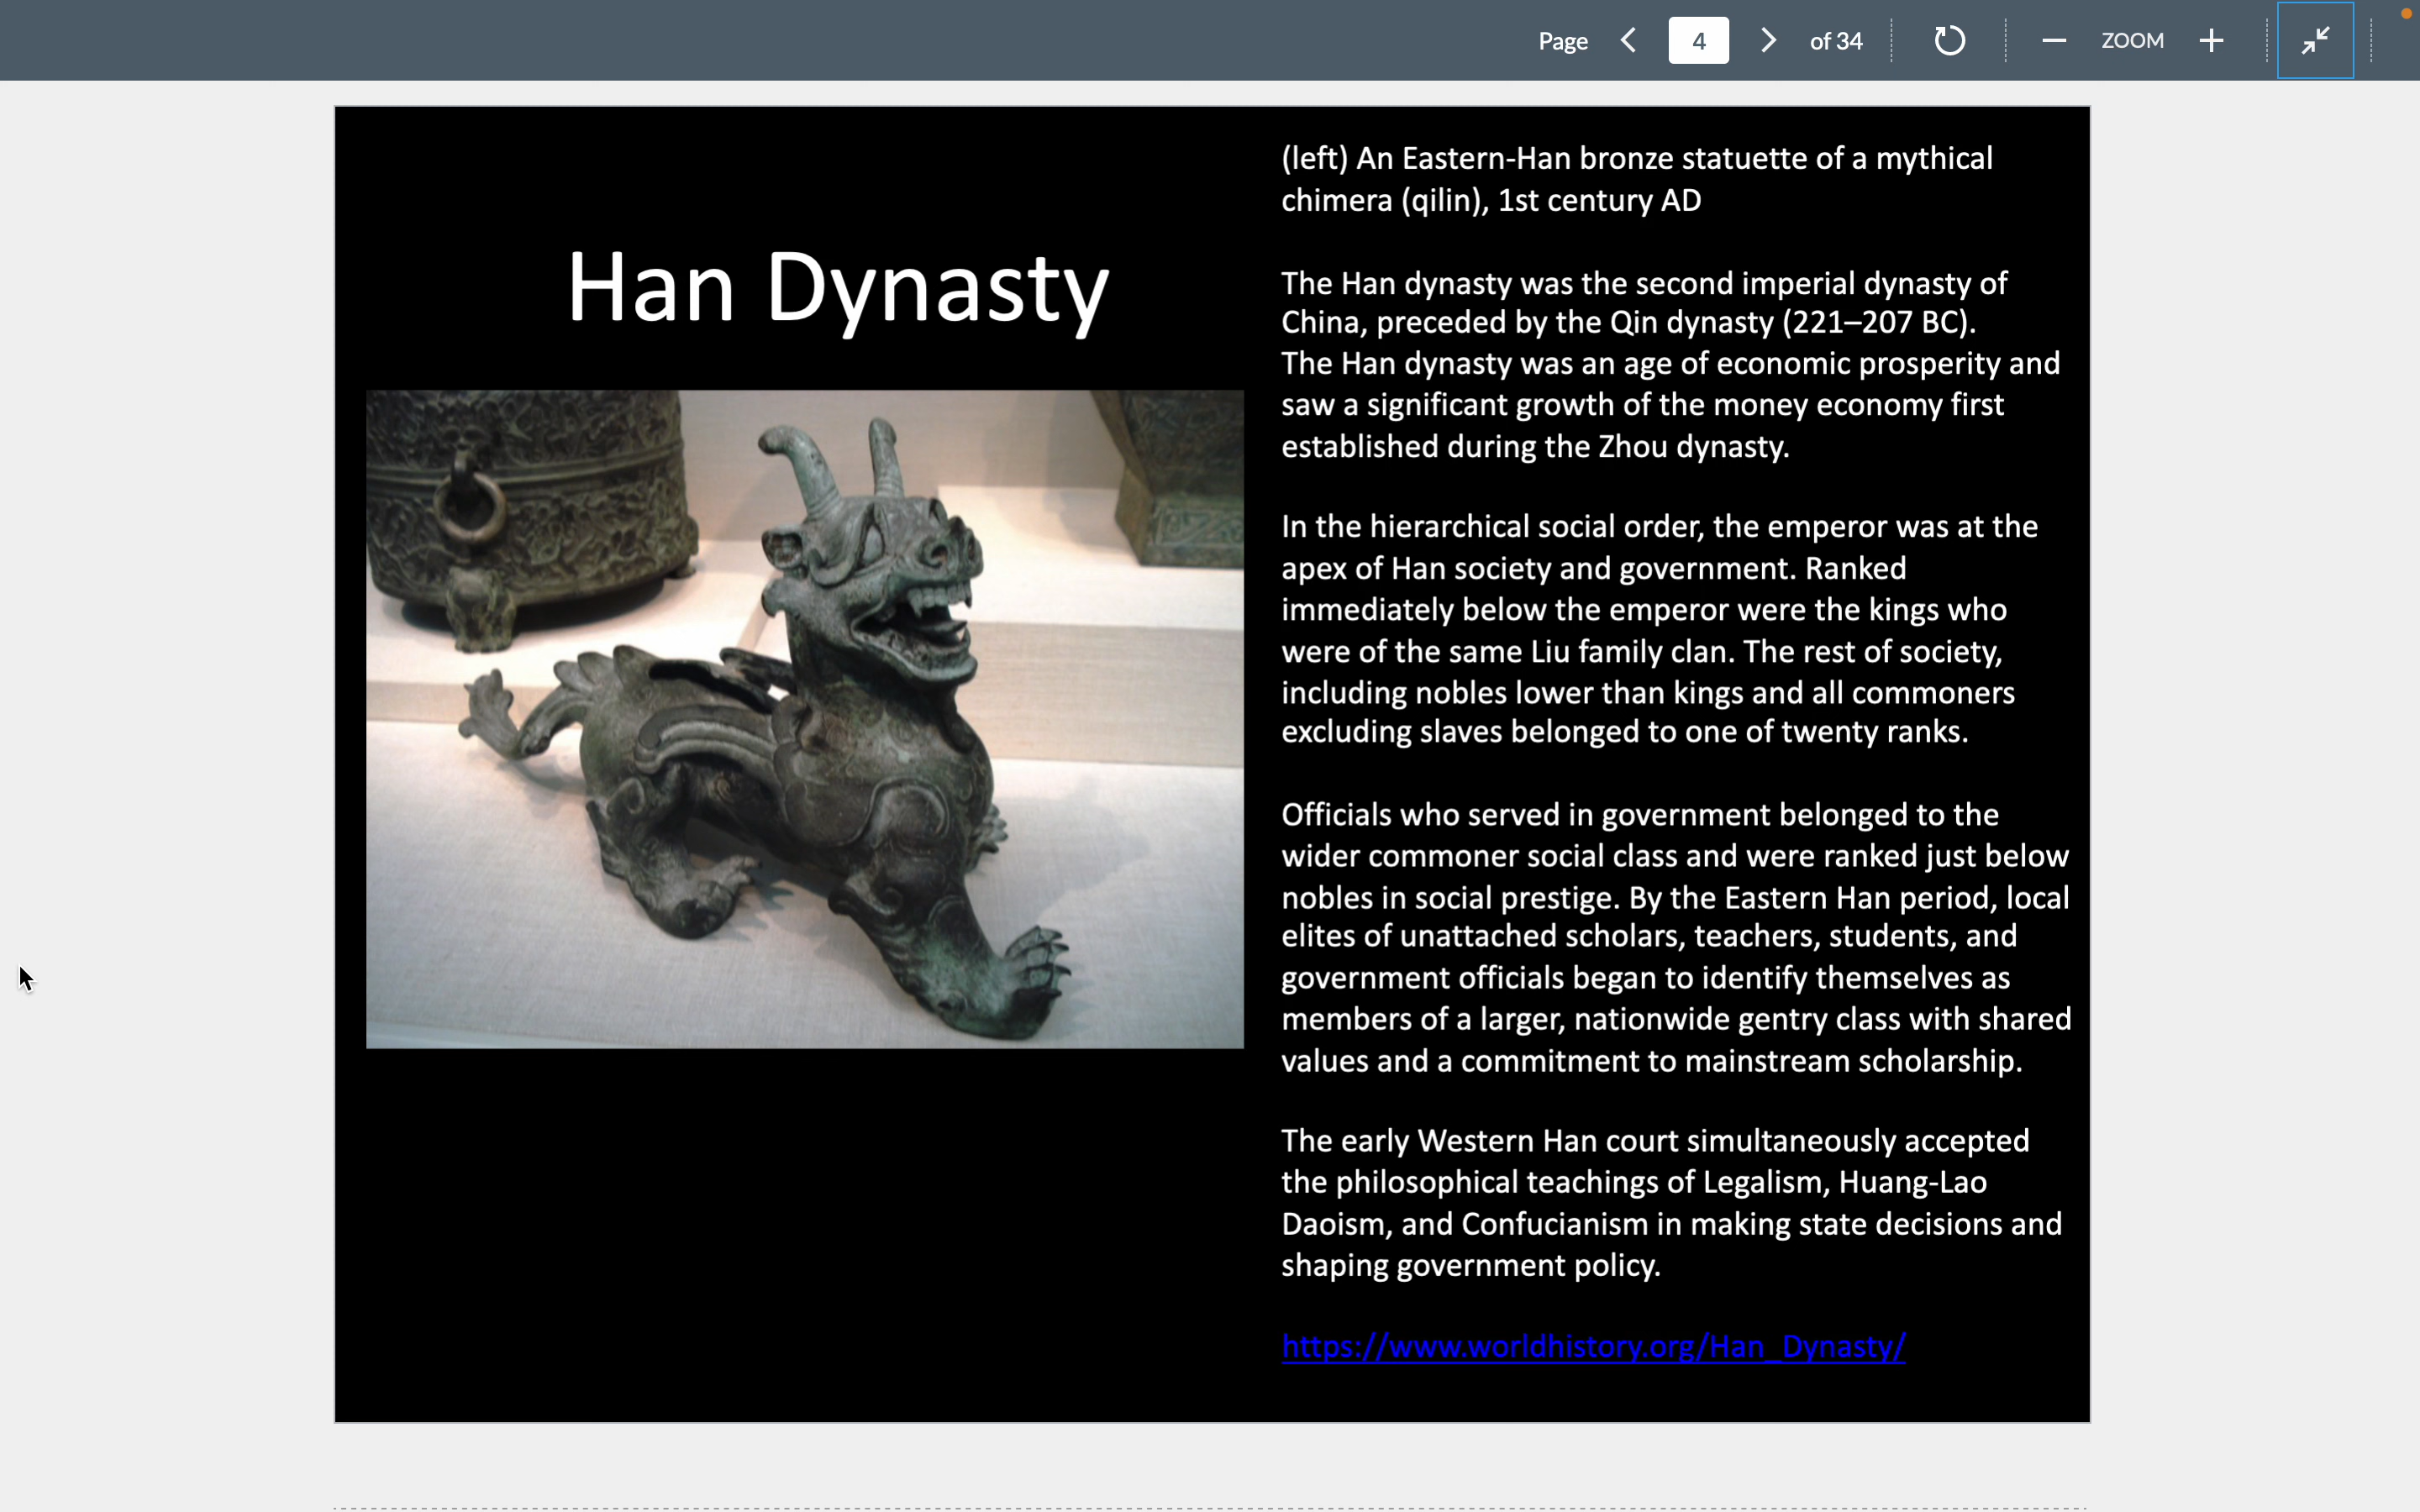 Page 4 of 34 ZOOM
Han Dynasty
(left) An Eastern-Han bronze statuette of a mythical
chimera (qilin), 1st century AD
The Han dynasty was the second imperial dynasty of
China, preceded by the Qin dynasty (221–207 BC).
The Han dynasty was an age of economic prosperity and
saw a significant growth of the money economy first
established during the Zhou dynasty.
In the hierarchical social order, the emperor was at the
apex of Han society and government. Ranked
immediately below the emperor were the kings who
were of the same Liu family clan. The rest of society,
including nobles lower than kings and all commoners
excluding slaves belonged to one of twenty ranks.
Officials who served in government belonged to the
wider commoner social class and were ranked just below
nobles in social prestige. By the Eastern Han period, local
elites of unattached scholars, teachers, students, and
government officials began to identify themselves as
members of a larger, nationwide gentry class with shared
values and a commitment to mainstream scholarship.
The early Western Han court simultaneously accepted
the philosophical teachings of Legalism, Huang-Lao
Daoism, and Confucianism in making state decisions and
shaping government policy.
https://www.worldhistory.org/Han_Dynasty/